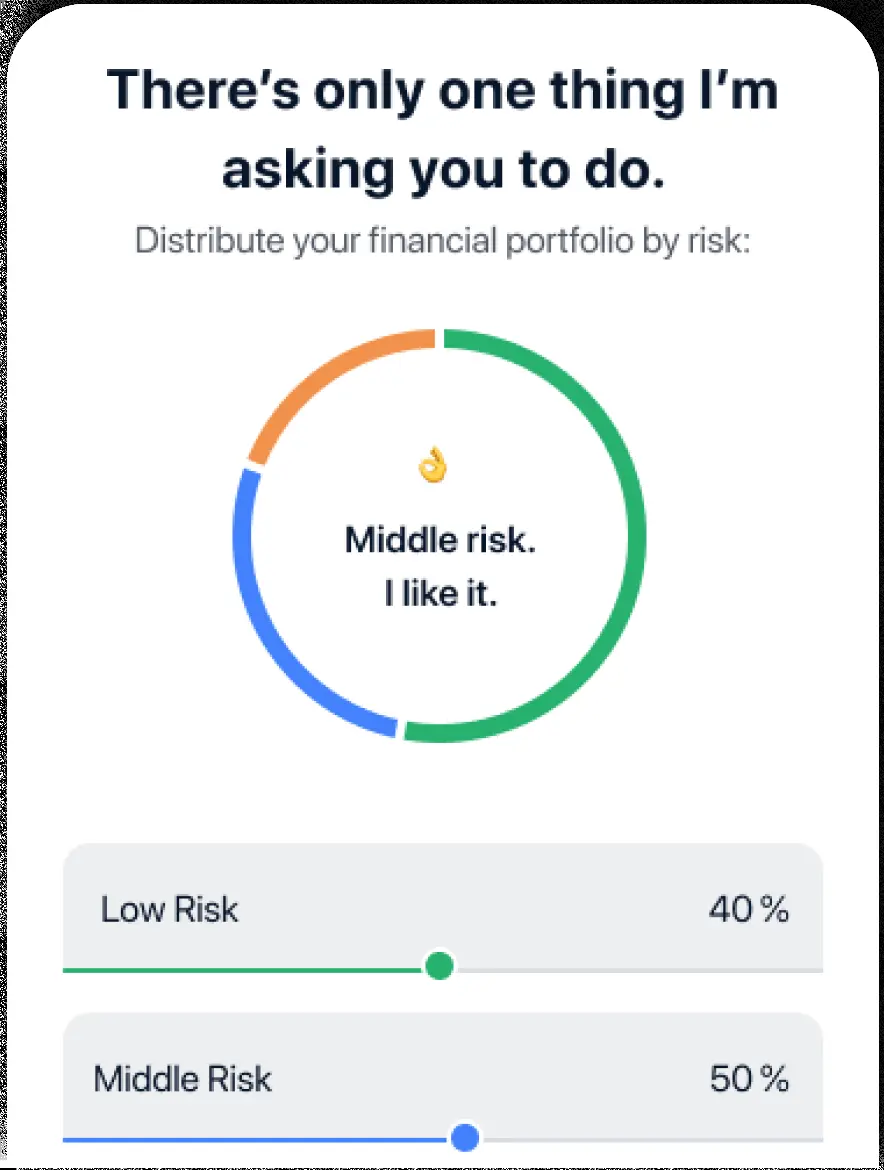 There’s only one thing I’m
asking you to do.
Distribute your financial portfolio by risk:
Middle risk.
I like it.
Low Risk 40 %
Middle Risk 50 %